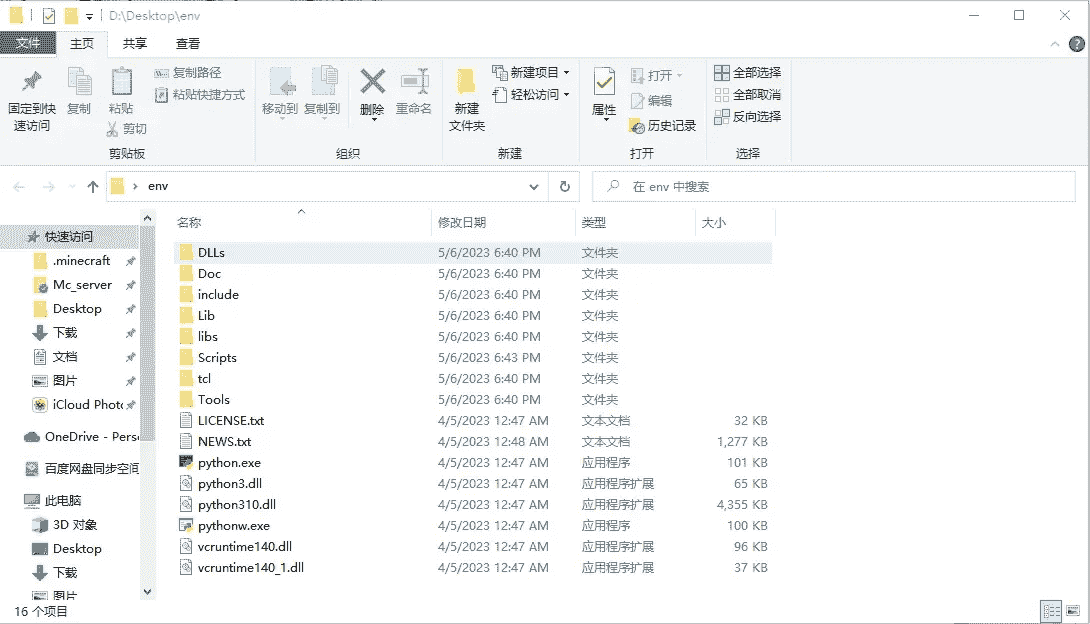 D:\Desktop\env
文件 主页 共享 查看
固定到快速访问
复制
粘贴
复制路径
粘贴快捷方式
剪切
剪贴板
移动到 复制到 删除 重命名
组织
新建文件夹
新建项目
轻松访问
新建
属性
打开
编辑
历史记录
打开
全部选择
全部取消
反向选择
选择
env
在 env 中搜索
快速访问
.minecraft
Mc_server
Desktop
下载
文档
图片
iCloud Phot
OneDrive - Pers
百度网盘同步空间
此电脑
3D 对象
Desktop
下载
图片
名称 修改日期 类型 大小
DLLs 5/6/2023 6:40 PM 文件夹
Doc 5/6/2023 6:40 PM 文件夹
include 5/6/2023 6:40 PM 文件夹
Lib 5/6/2023 6:40 PM 文件夹
libs 5/6/2023 6:40 PM 文件夹
Scripts 5/6/2023 6:43 PM 文件夹
tcl 5/6/2023 6:40 PM 文件夹
Tools 5/6/2023 6:40 PM 文件夹
LICENSE.txt 4/5/2023 12:47 AM 文本文档 32 KB
NEWS.txt 4/5/2023 12:48 AM 文本文档 1,277 KB
python.exe 4/5/2023 12:47 AM 应用程序 101 KB
python3.dll 4/5/2023 12:47 AM 应用程序扩展 65 KB
python310.dll 4/5/2023 12:47 AM 应用程序扩展 4,355 KB
pythonw.exe 4/5/2023 12:47 AM 应用程序 100 KB
vcruntime140.dll 4/5/2023 12:47 AM 应用程序扩展 96 KB
vcruntime140_1.dll 4/5/2023 12:47 AM 应用程序扩展 37 KB
16 个项目